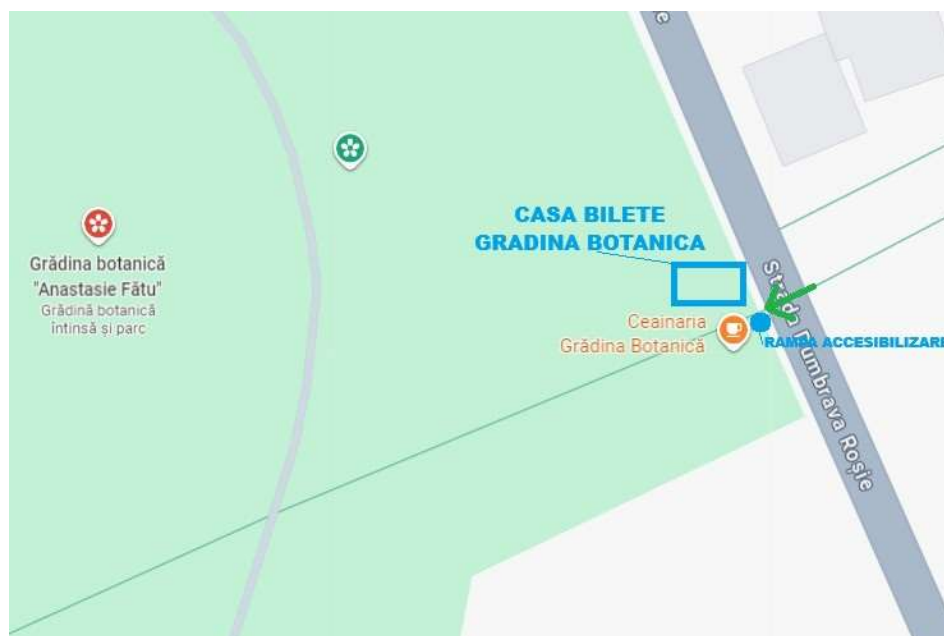 CASA BILETE
GRADINA BOTANICA
Grădina botanică
"Anastasie Fătu"
Grădină botanică
întinsă și parc
Ceainaria
Grădina Botanică
RAMPA ACCESIBILIZARE
Strada Dumbrava Roșie